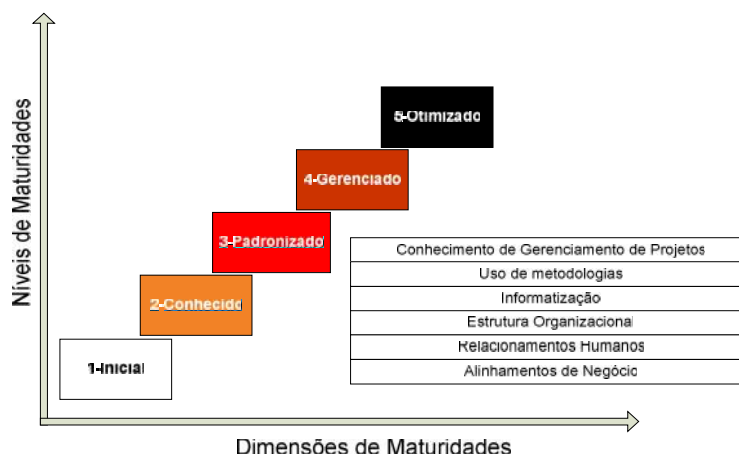 Níveis de Maturidades
5-Otimizado
4-Gerenciado
3-Padronizado
2-Conhecido
1-Inicial
Conhecimento de Gerenciamento de Projetos
Uso de metodologias
Informatização
Estrutura Organizacional
Relacionamentos Humanos
Alinhamentos de Negócio
Dimensões de Maturidades